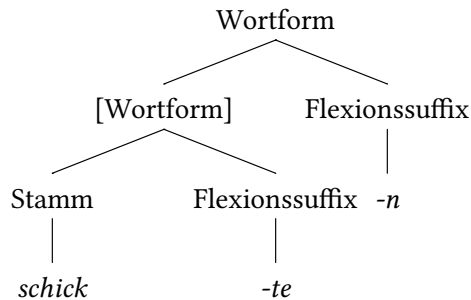 Wortform
[Wortform] Flexionssuffix
Stamm Flexionssuffix -n
schick -te